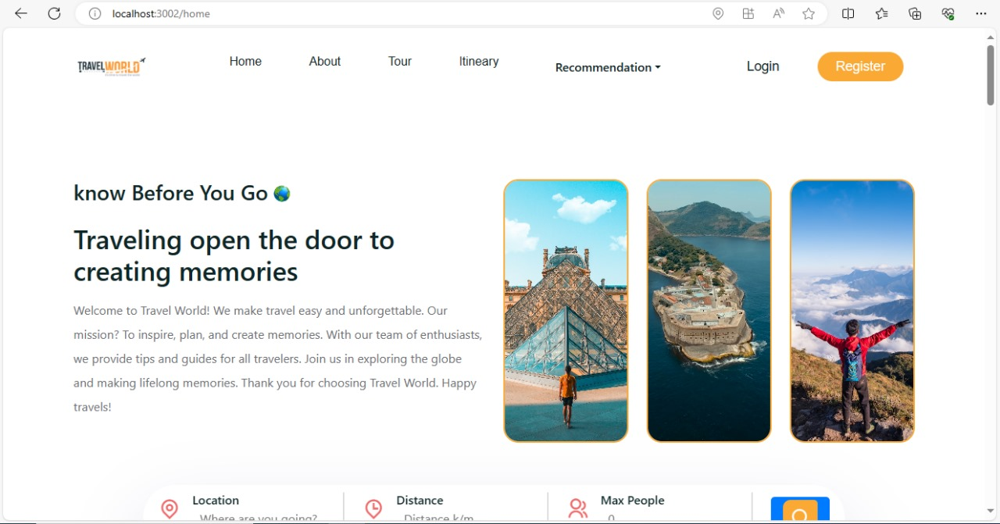 localhost:3002/home
TRAVELWORLD
Home
About
Tour
Itineary
Recommendation
Login
Register
know Before You Go
Traveling open the door to
creating memories
Welcome to Travel World! We make travel easy and unforgettable. Our
mission? To inspire, plan, and create memories. With our team of enthusiasts,
we provide tips and guides for all travelers. Join us in exploring the globe
and making lifelong memories. Thank you for choosing Travel World. Happy
travels!
Location
Where are you going?
Distance
Distance k/m
Max People
0